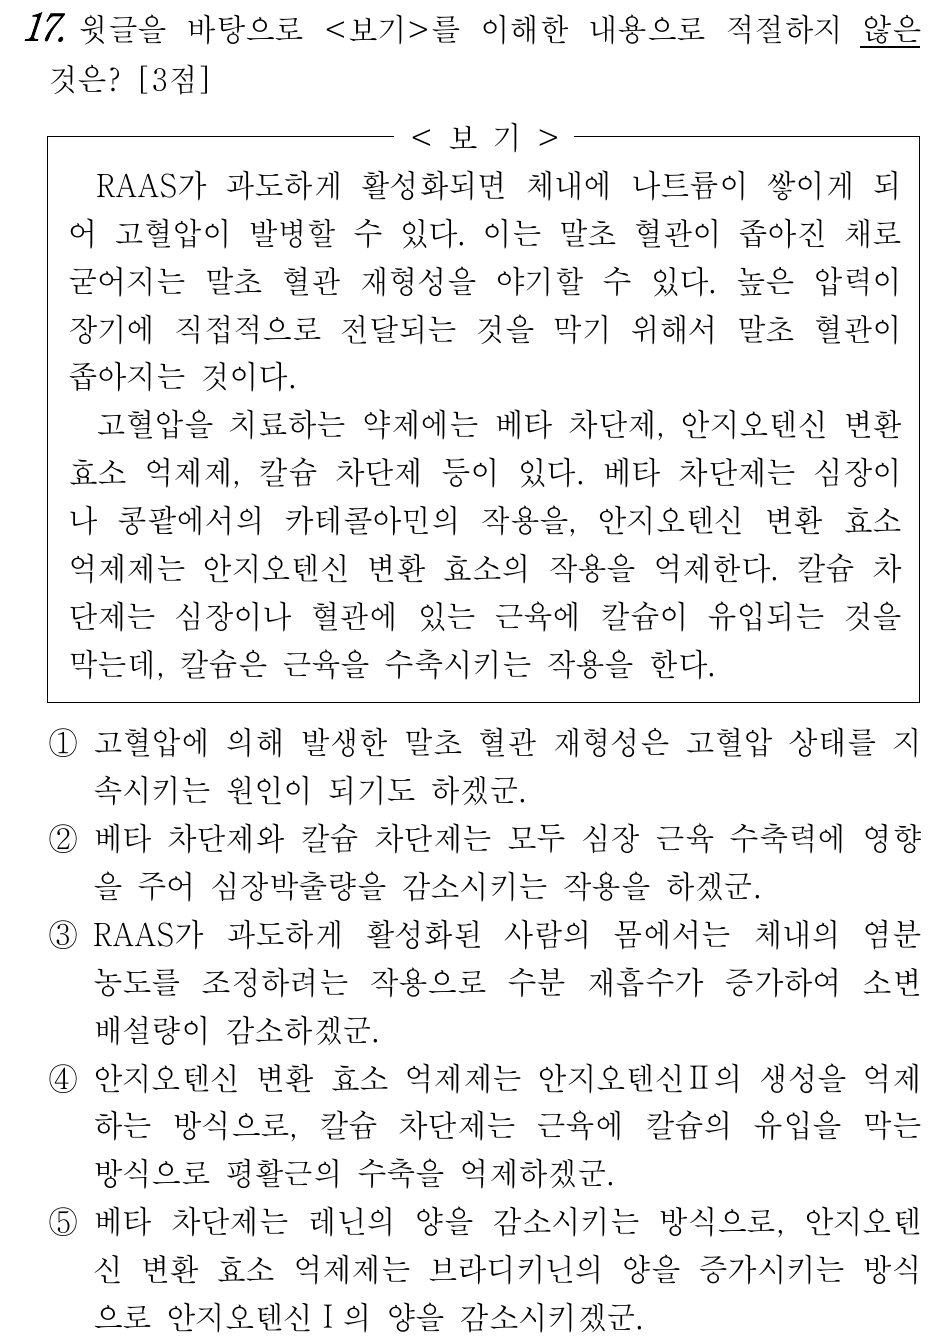 17. 윗글을 바탕으로 <보기>를 이해한 내용으로 적절하지 않은
것은? [3점]
< 보 기 >
RAAS가 과도하게 활성화되면 체내에 나트륨이 쌓이게 되
어 고혈압이 발병할 수 있다. 이는 말초 혈관이 좁아진 채로
굳어지는 말초 혈관 재형성을 야기할 수 있다. 높은 압력이
장기에 직접적으로 전달되는 것을 막기 위해서 말초 혈관이
좁아지는 것이다.
고혈압을 치료하는 약제에는 베타 차단제, 안지오텐신 변환
효소 억제제, 칼슘 차단제 등이 있다. 베타 차단제는 심장이
나 콩팥에서의 카테콜아민의 작용을, 안지오텐신 변환 효소
억제제는 안지오텐신 변환 효소의 작용을 억제한다. 칼슘 차
단제는 심장이나 혈관에 있는 근육에 칼슘이 유입되는 것을
막는데, 칼슘은 근육을 수축시키는 작용을 한다.
① 고혈압에 의해 발생한 말초 혈관 재형성은 고혈압 상태를 지
속시키는 원인이 되기도 하겠군.
② 베타 차단제와 칼슘 차단제는 모두 심장 근육 수축력에 영향
을 주어 심장박출량을 감소시키는 작용을 하겠군.
③ RAAS가 과도하게 활성화된 사람의 몸에서는 체내의 염분
농도를 조정하려는 작용으로 수분 재흡수가 증가하여 소변
배설량이 감소하겠군.
④ 안지오텐신 변환 효소 억제제는 안지오텐신Ⅱ의 생성을 억제
하는 방식으로, 칼슘 차단제는 근육에 칼슘의 유입을 막는
방식으로 평활근의 수축을 억제하겠군.
⑤ 베타 차단제는 레닌의 양을 감소시키는 방식으로, 안지오텐
신 변환 효소 억제제는 브라디키닌의 양을 증가시키는 방식
으로 안지오텐신Ⅰ의 양을 감소시키겠군.